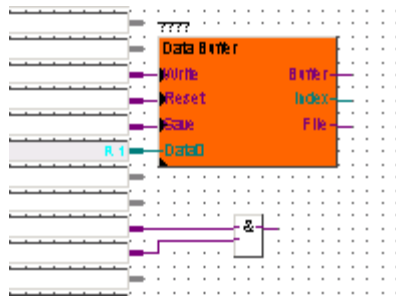 ????
Data Buffer
Write Buffer
Reset Index
Save File
R 1 Data0
&